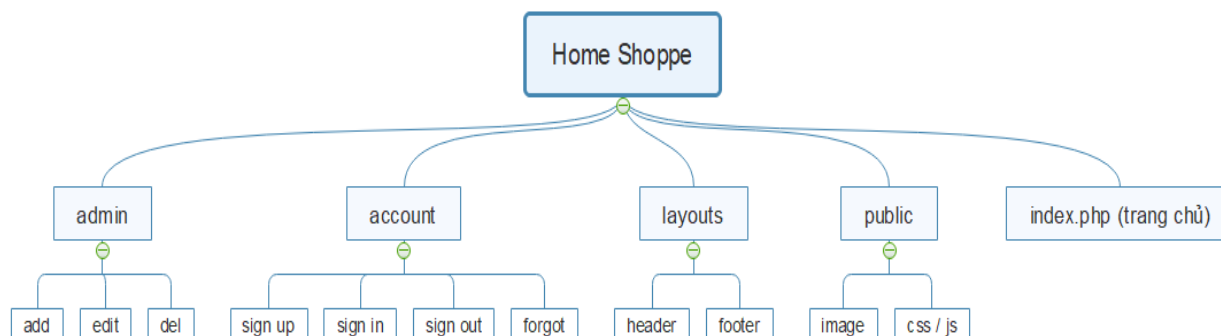 Home Shoppe
admin
account
layouts
public
index.php (trang chủ)
add
edit
del
sign up
sign in
sign out
forgot
header
footer
image
css / js